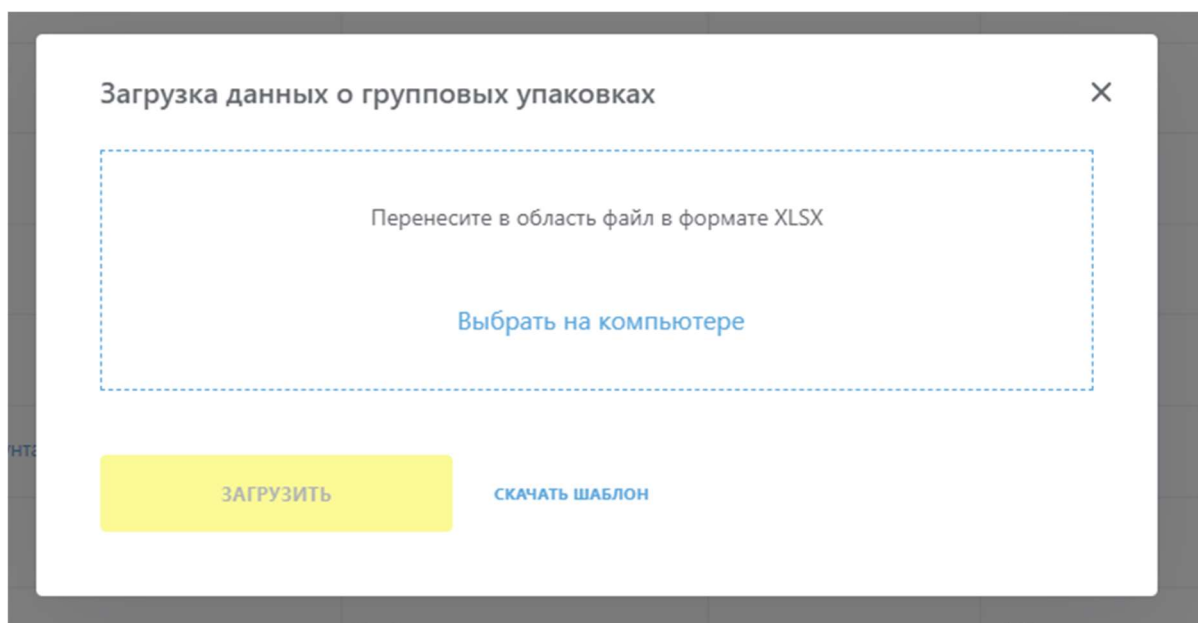 Загрузка данных о групповых упаковках
Перенесите в область файл в формате XLSX
Выбрать на компьютере
ЗАГРУЗИТЬ
СКАЧАТЬ ШАБЛОН